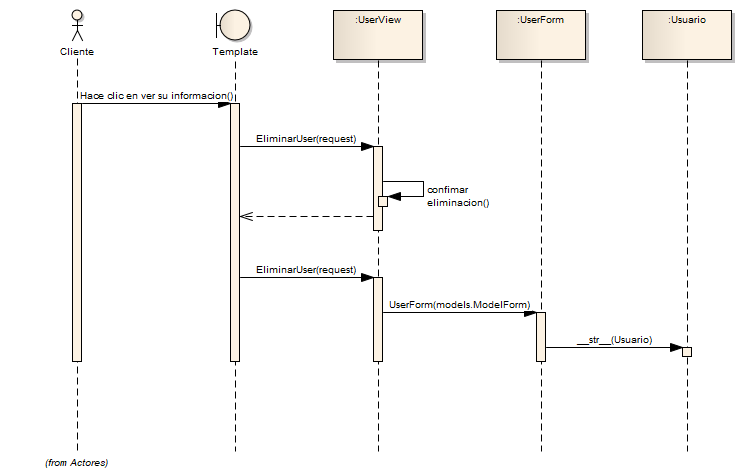 :UserView
:UserForm
:Usuario
Cliente
Template
Hace clic en ver su informacion()
EliminarUser(request)
confimar
eliminacion()
EliminarUser(request)
UserForm(models.ModelForm)
__str__(Usuario)
(from Actores)